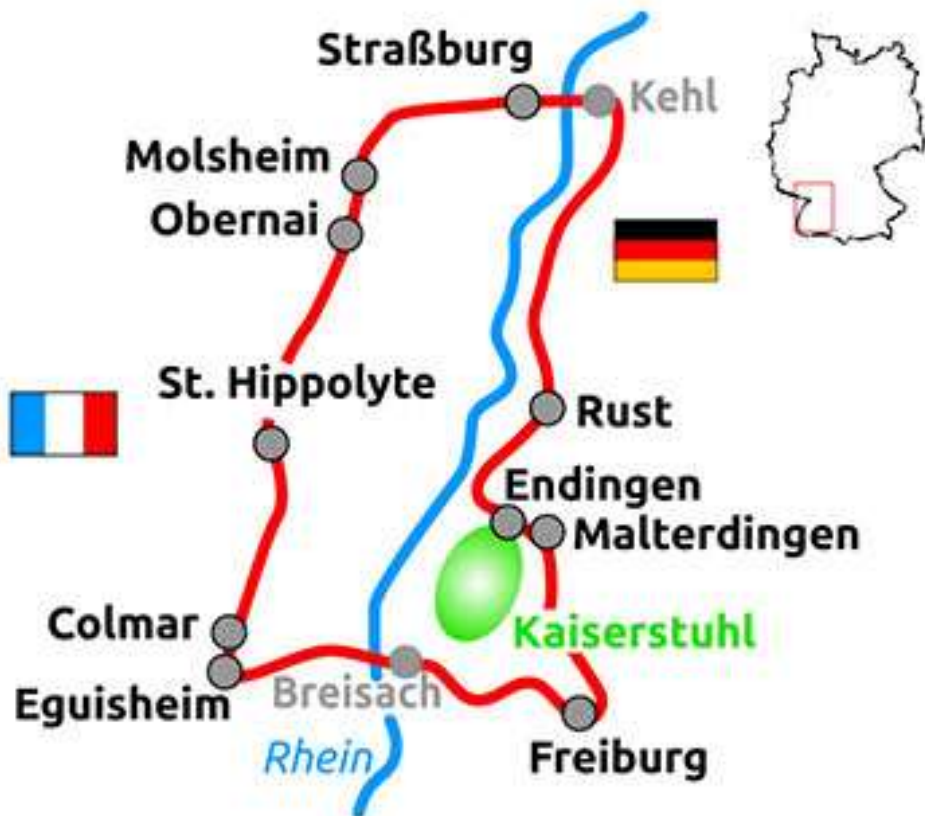 Straßburg
Kehl
Molsheim
Obernai
St. Hippolyte
Rust
Endingen
Malterdingen
Colmar
Kaiserstuhl
Eguisheim
Breisach
Rhein
Freiburg